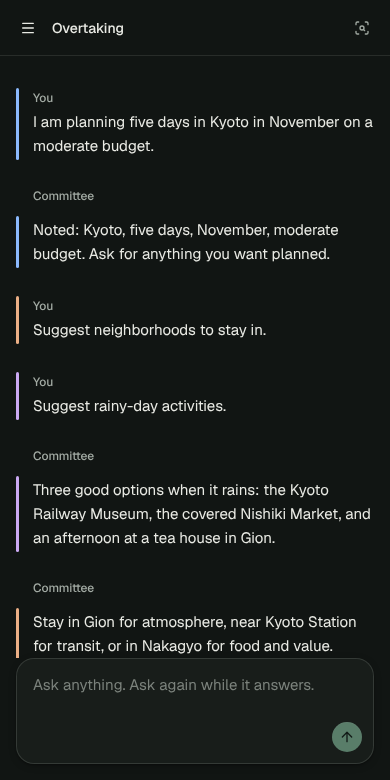 Overtaking
You
I am planning five days in Kyoto in November on a
moderate budget.
Committee
Noted: Kyoto, five days, November, moderate
budget. Ask for anything you want planned.
You
Suggest neighborhoods to stay in.
You
Suggest rainy-day activities.
Committee
Three good options when it rains: the Kyoto
Railway Museum, the covered Nishiki Market, and
an afternoon at a tea house in Gion.
Committee
Stay in Gion for atmosphere, near Kyoto Station
for transit, or in Nakagyo for food and value.
Ask anything. Ask again while it answers.